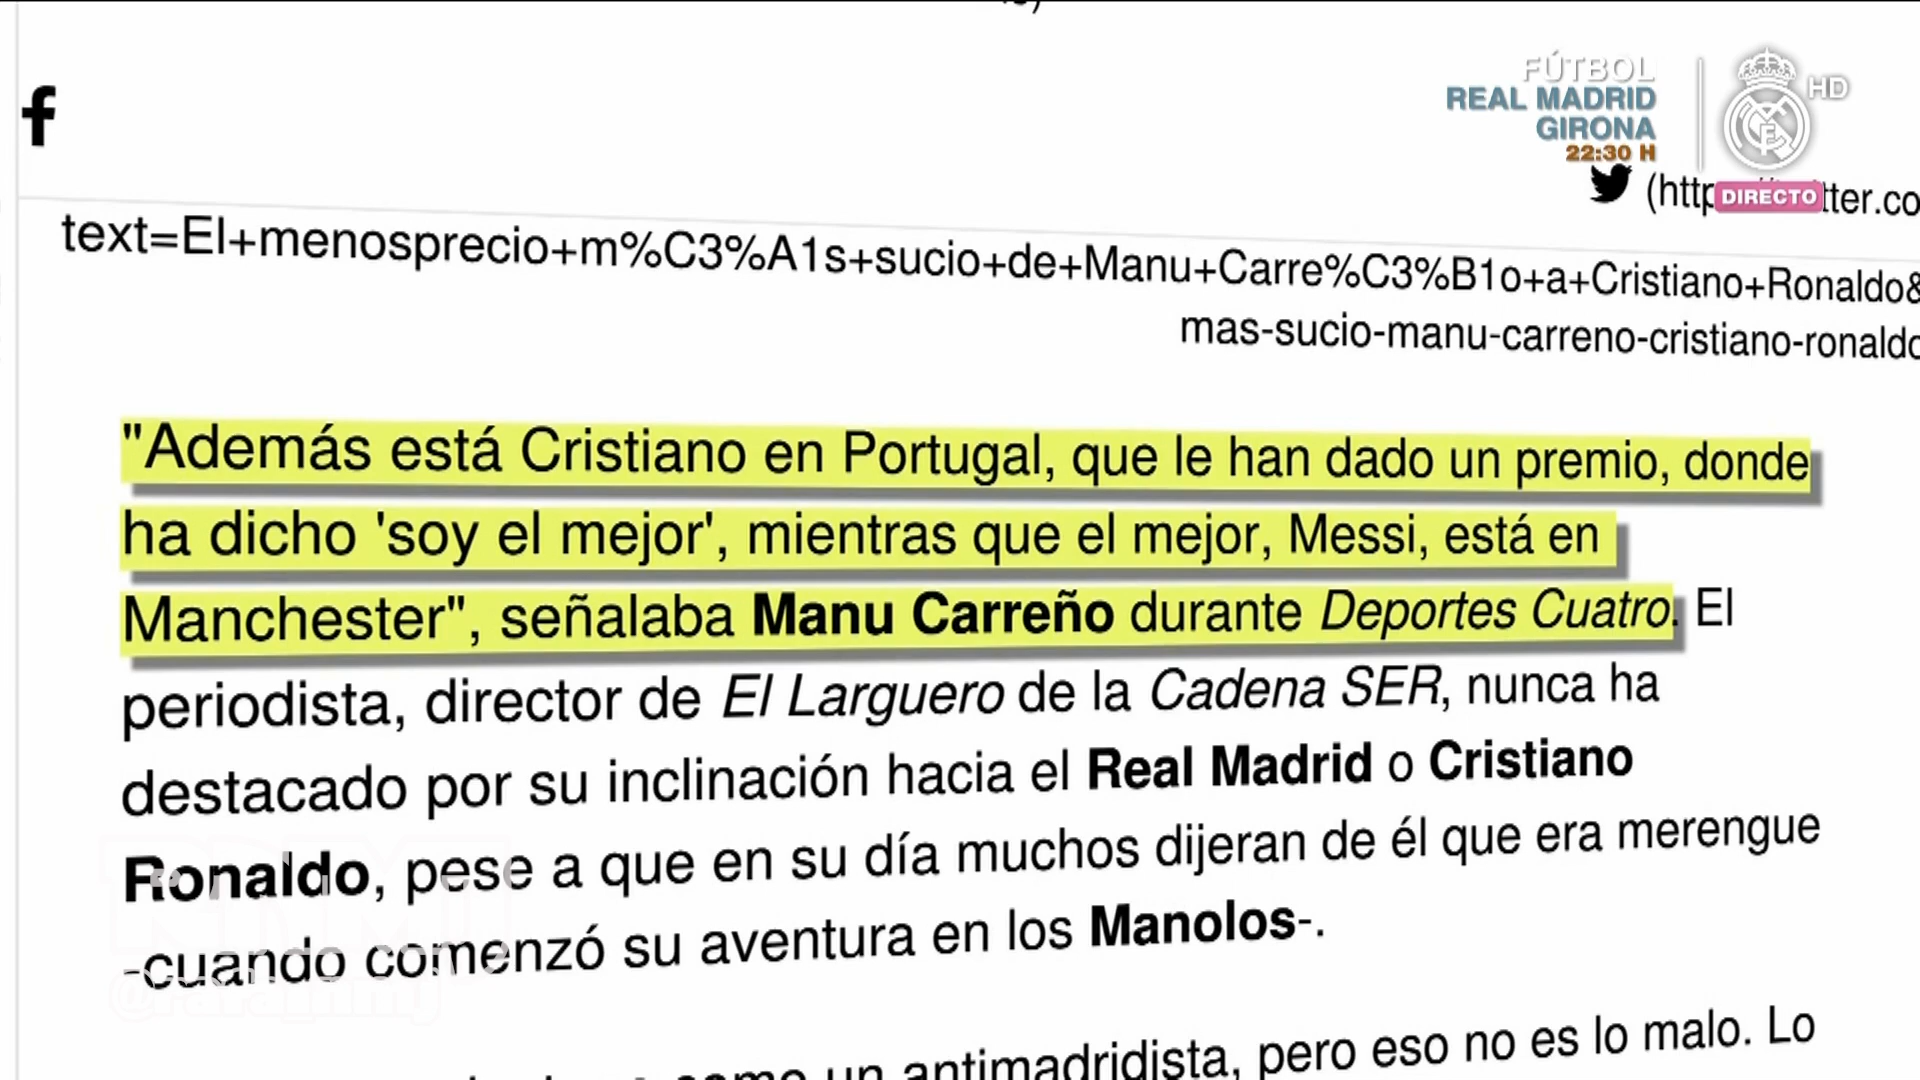 FÚTBOL
REAL MADRID
GIRONA
22:30 H
HD
DIRECTO
text=El+menosprecio+m%C3%A1s+sucio+de+Manu+Carre%C3%B1o+a+Cristiano+Ronaldo&
mas-sucio-manu-carreno-cristiano-ronaldo
"Además está Cristiano en Portugal, que le han dado un premio, donde
ha dicho 'soy el mejor', mientras que el mejor, Messi, está en
Manchester", señalaba Manu Carreño durante Deportes Cuatro. El
periodista, director de El Larguero de la Cadena SER, nunca ha
destacado por su inclinación hacia el Real Madrid o Cristiano
Ronaldo, pese a que en su día muchos dijeran de él que era merengue
-cuando comenzó su aventura en los Manolos-.
como un antimadridista, pero eso no es lo malo. Lo